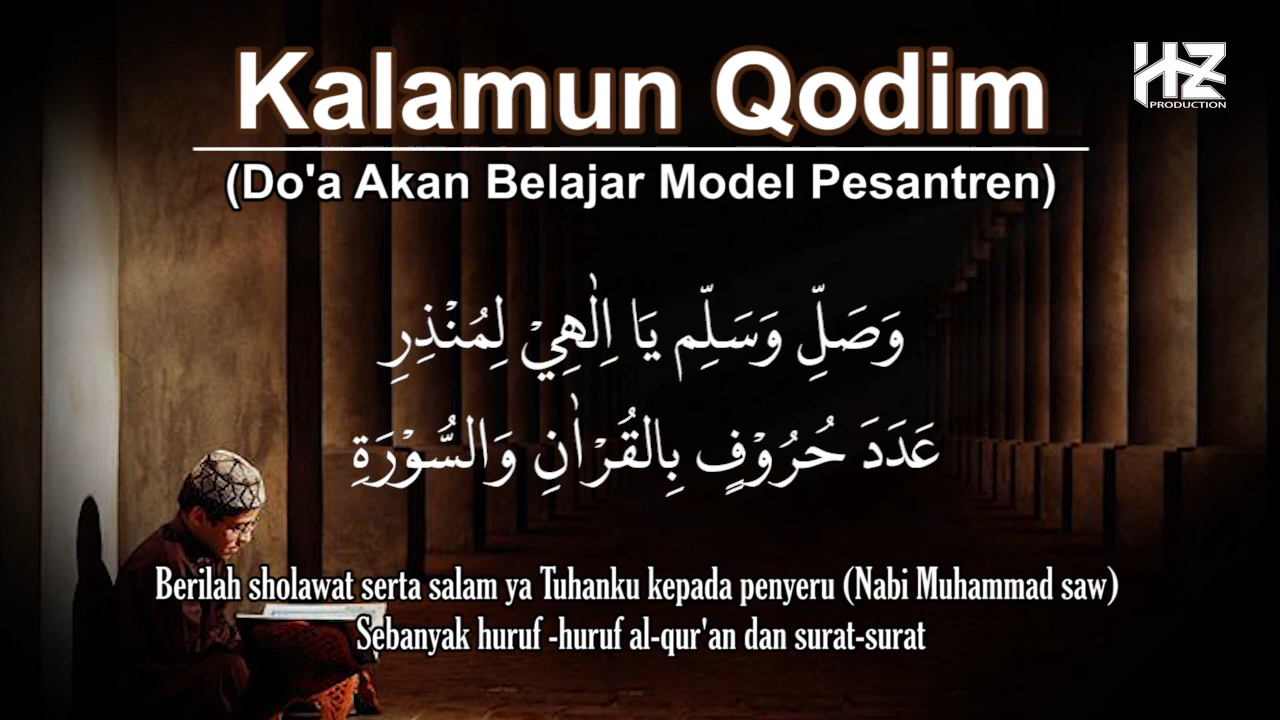 Kalamun Qodim
HZ
PRODUCTION
(Do'a Akan Belajar Model Pesantren)
وَصَلِّ وَسَلِّم يَا اِلٰهِيْ لِمُنْذِرِ
عَدَدَ حُرُوْفٍ بِالقُرْاٰنِ وَالسُّوْرَةِ
Berilah sholawat serta salam ya Tuhanku kepada penyeru (Nabi Muhammad saw)
Sebanyak huruf -huruf al-qur'an dan surat-surat